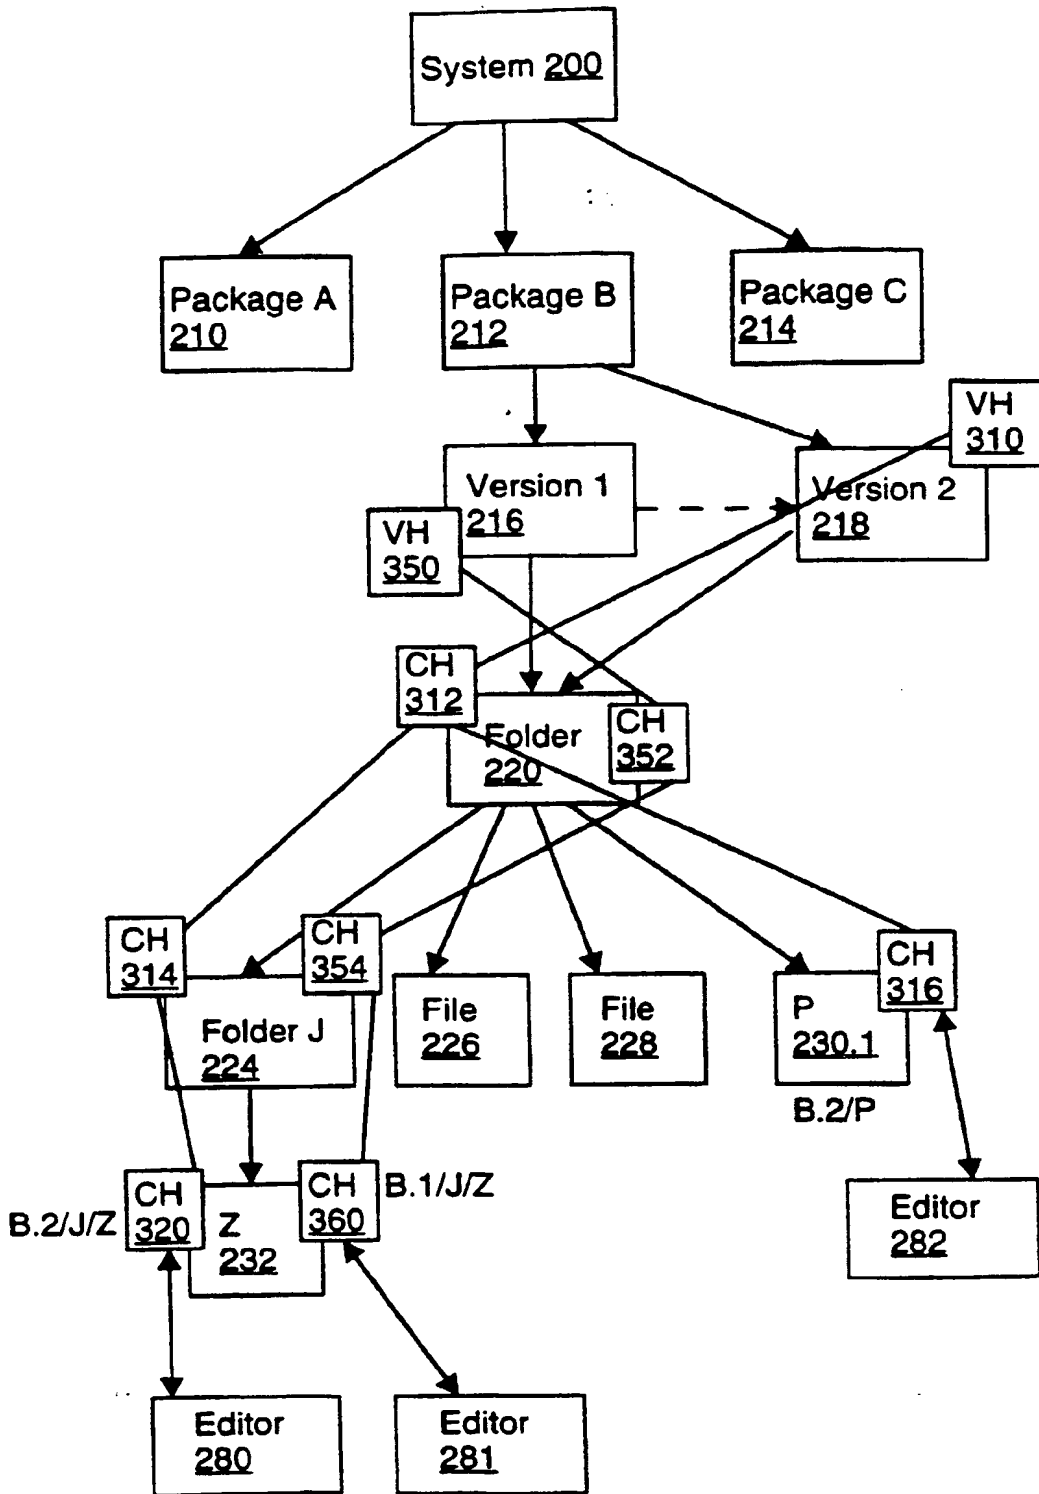 System 200
Package A
210
Package B
212
Package C
214
VH
310
Version 1
216
Version 2
218
VH
350
CH
312
Folder
220
CH
352
CH
314
CH
354
Folder J
224
File
226
File
228
P
230.1
CH
316
B.2/P
B.2/J/Z
CH
320
Z
232
CH
360
B.1/J/Z
Editor
282
Editor
280
Editor
281